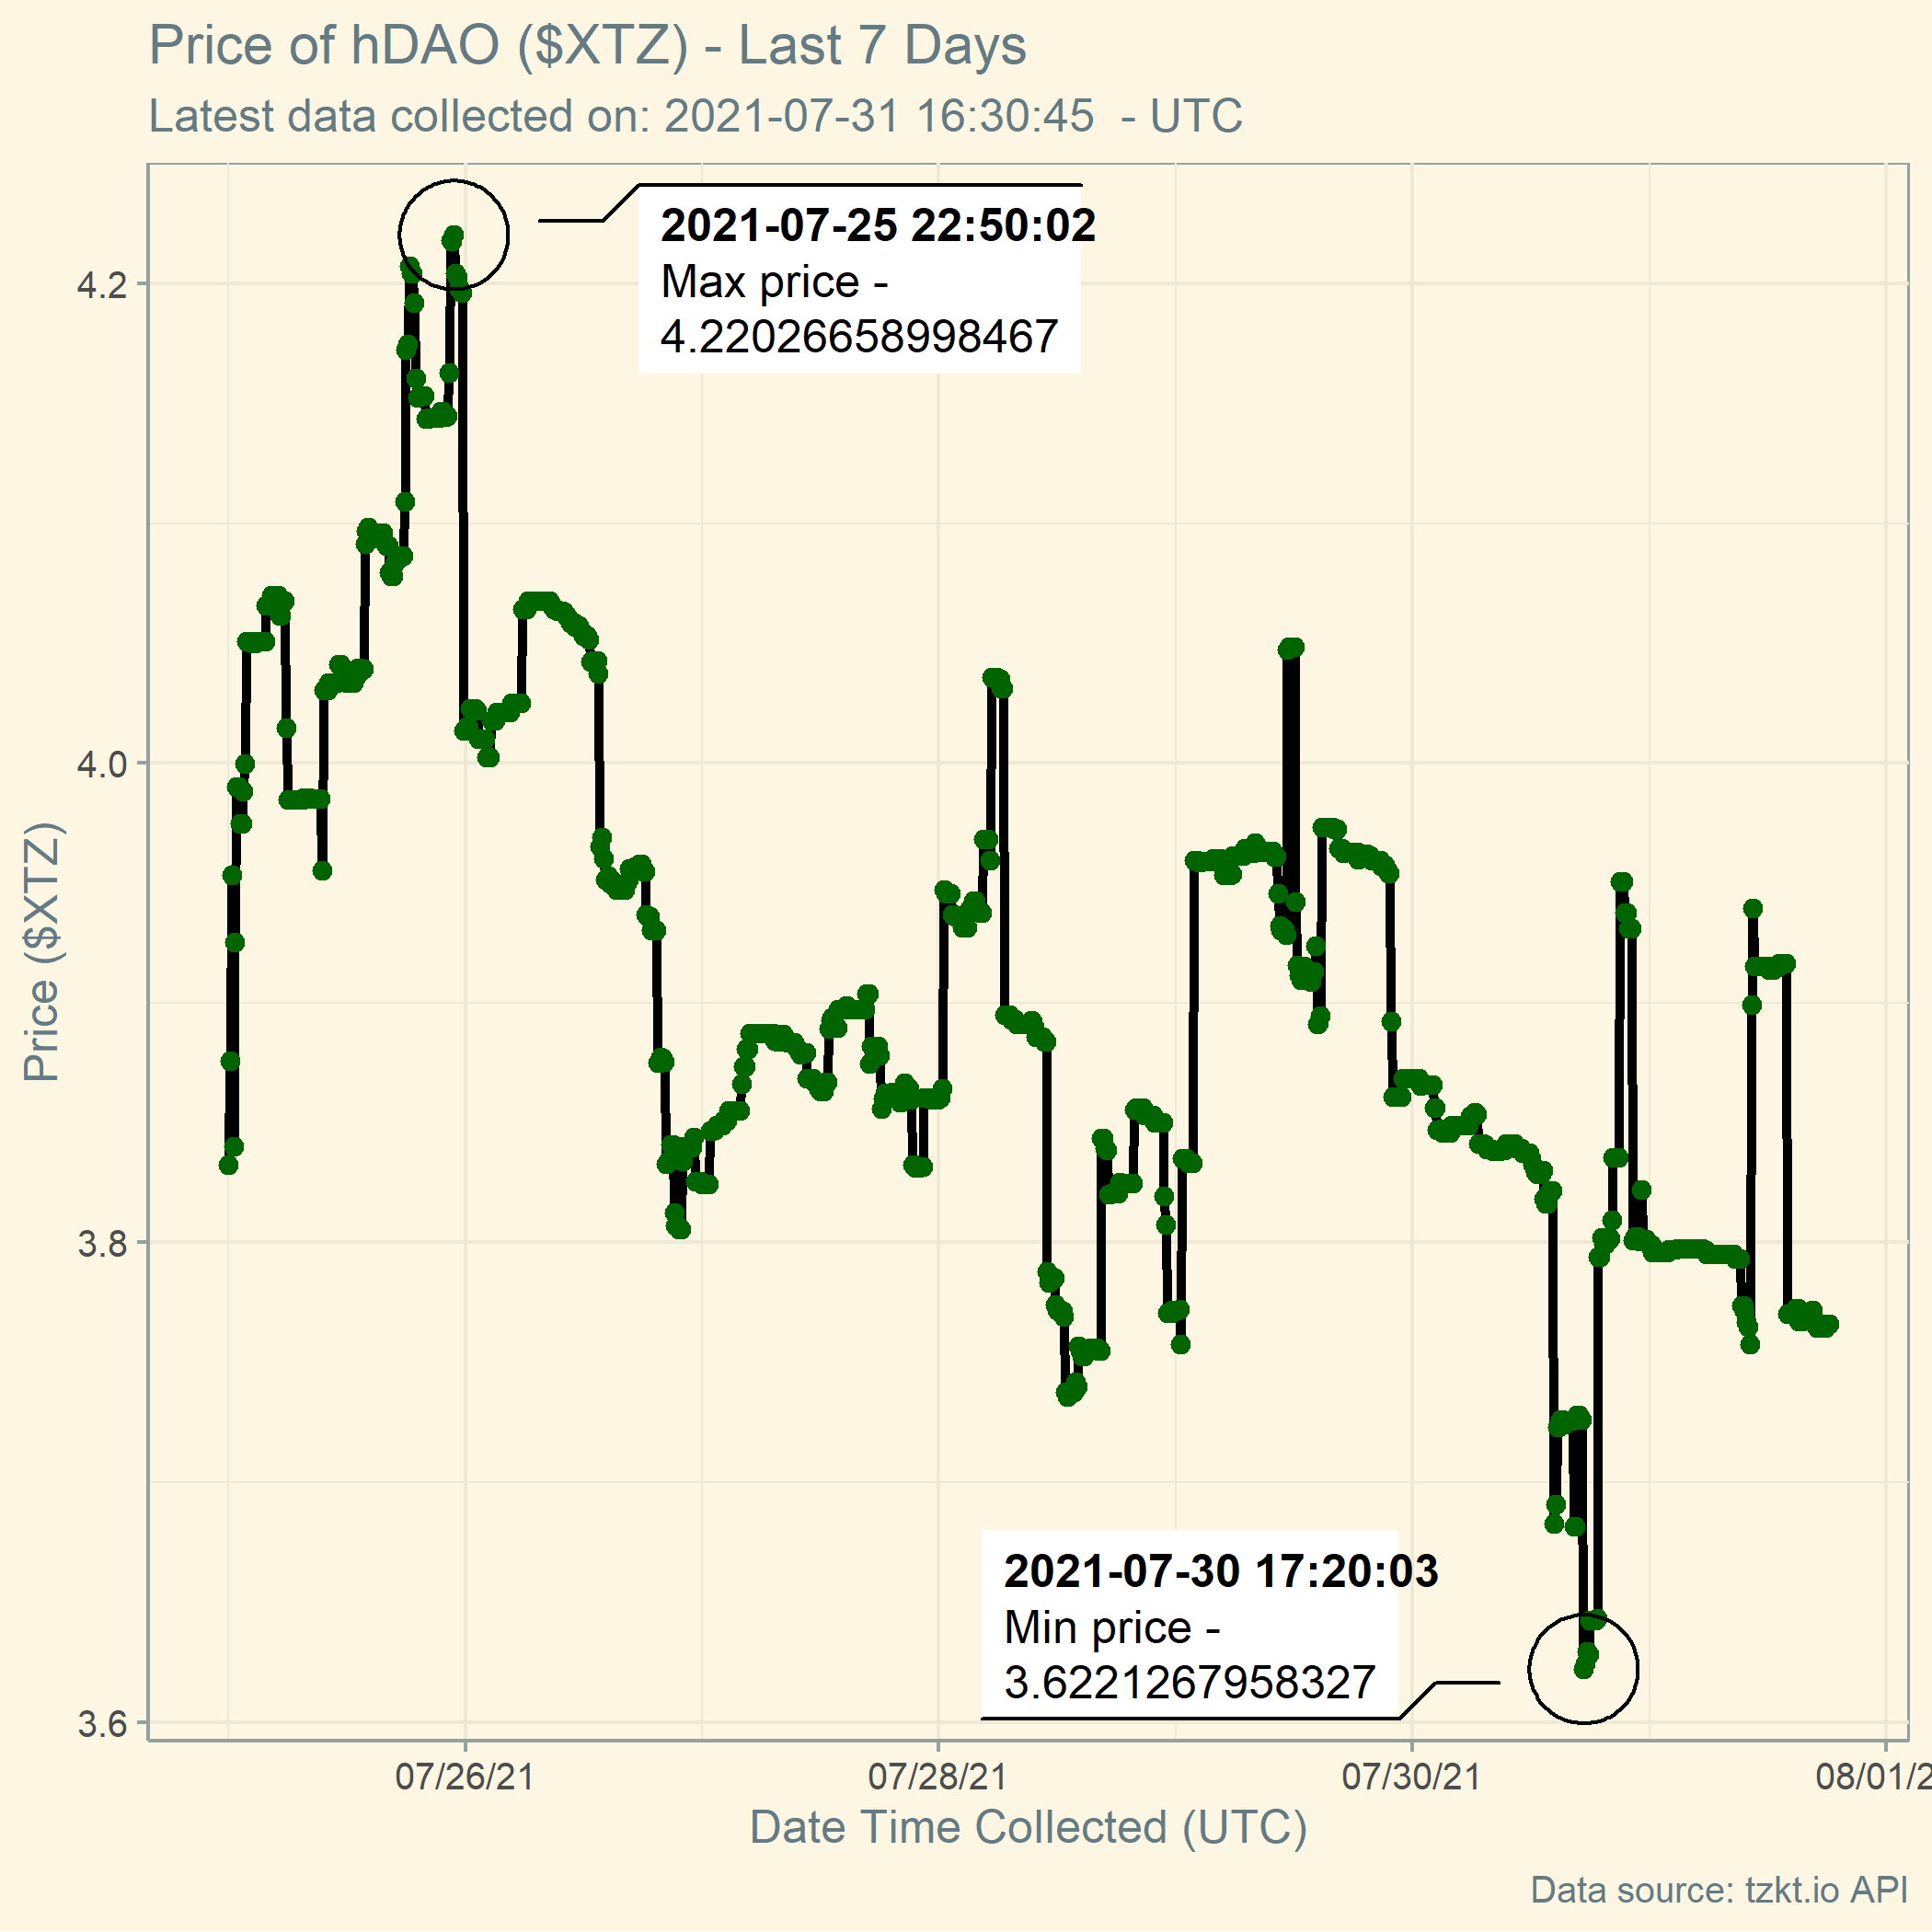 Price of hDAO ($XTZ) - Last 7 Days
Latest data collected on: 2021-07-31 16:30:45  - UTC
2021-07-25 22:50:02
Max price -
4.22026658998467
4.2
4.0
3.8
3.6
Price ($XTZ)
2021-07-30 17:20:03
Min price -
3.6221267958327
07/26/21
07/28/21
07/30/21
08/01/2
Date Time Collected (UTC)
Data source: tzkt.io API